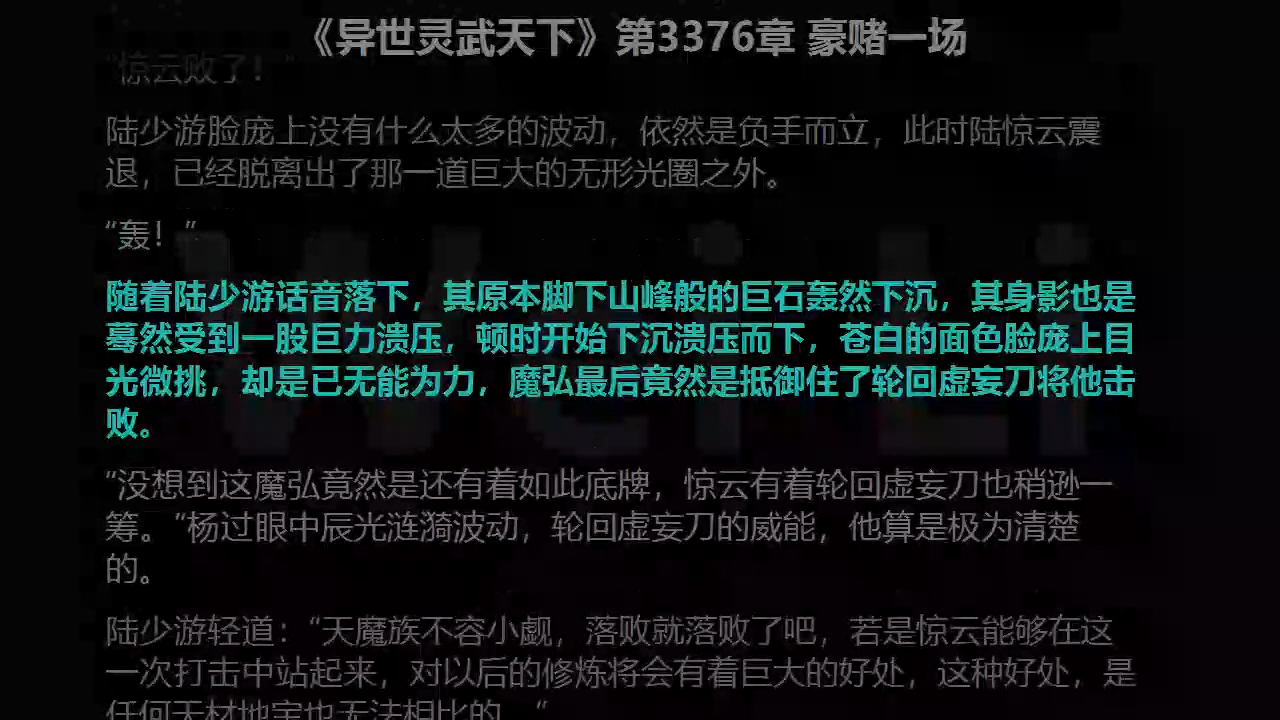 《异世灵武天下》第3376章 豪赌一场
“惊云败了！”
陆少游脸庞上没有什么太多的波动，依然是负手而立，此时陆惊云震
退，已经脱离出了那一道巨大的无形光圈之外。
“轰！”
随着陆少游话音落下，其原本脚下山峰般的巨石轰然下沉，其身影也是
蓦然受到一股巨力溃压，顿时开始下沉溃压而下，苍白的面色脸庞上目
光微挑，却是已无能为力，魔弘最后竟然是抵御住了轮回虚妄刀将他击
败。
“没想到这魔弘竟然是还有着如此底牌，惊云有着轮回虚妄刀也稍逊一
筹。”杨过眼中辰光涟漪波动，轮回虚妄刀的威能，他算是极为清楚
的。
陆少游轻道：“天魔族不容小觑，落败就落败了吧，若是惊云能够在这
一次打击中站起来，对以后的修炼将会有着巨大的好处，这种好处，是
任何天材地宝也无法相比的。”
Wei Li